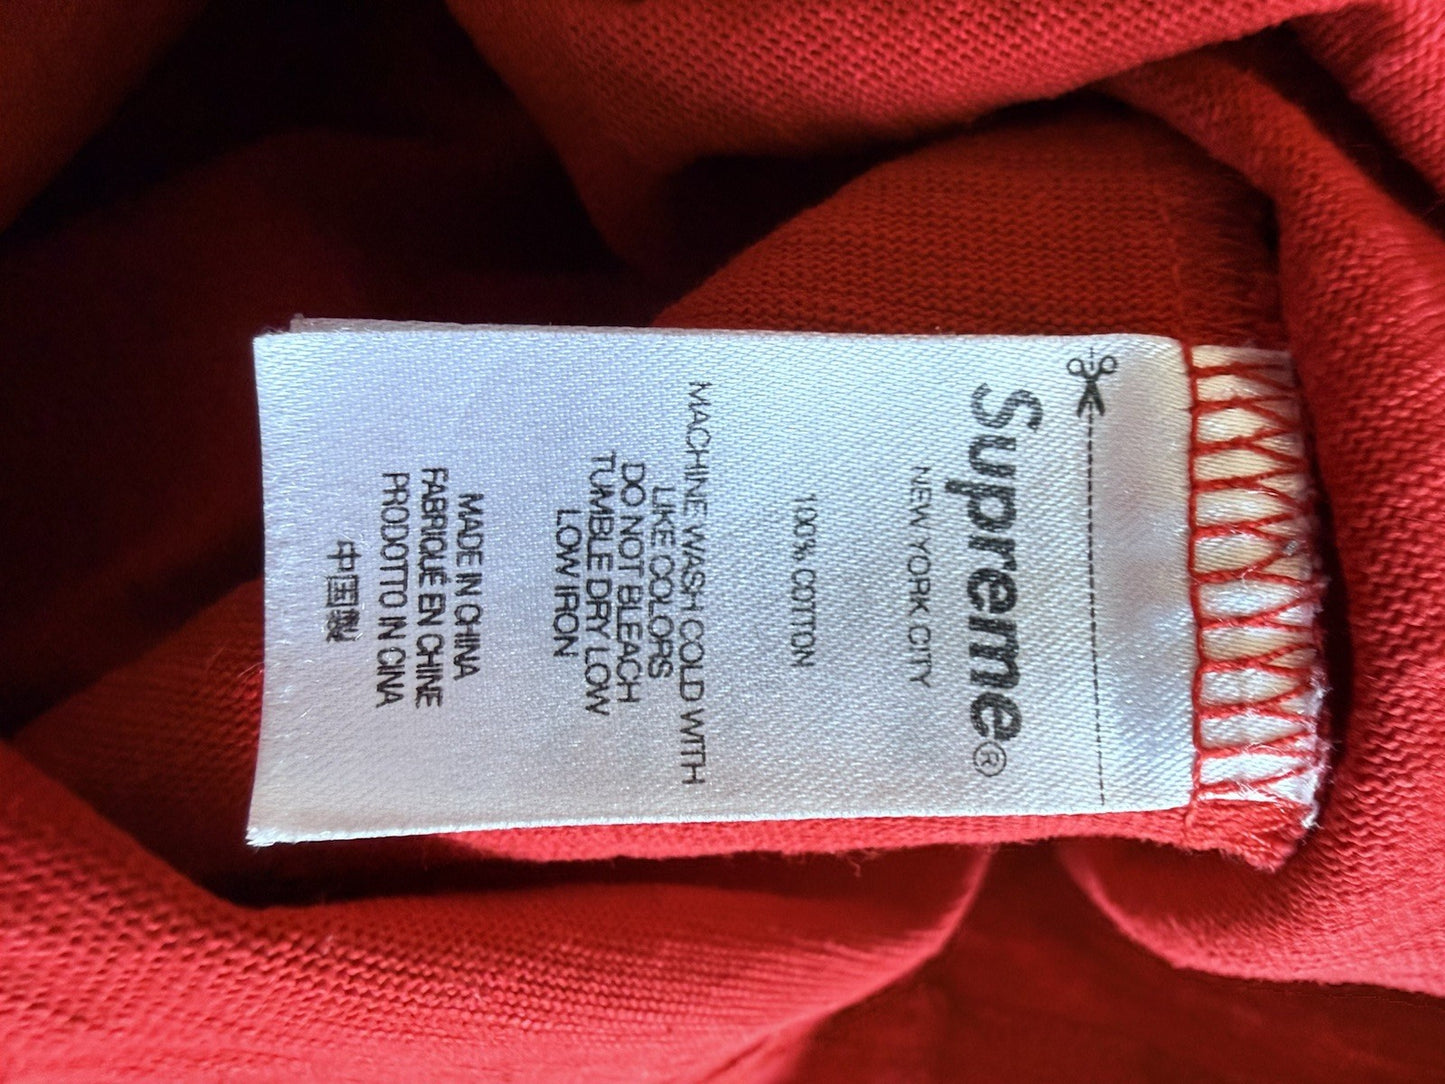 Supreme®
NEW YORK CITY
100% COTTON
MACHINE WASH COLD WITH
LIKE COLORS
DO NOT BLEACH
TUMBLE DRY LOW
LOW IRON
MADE IN CHINA
FABRIQUÉ EN CHINE
PRODOTTO IN CINA
中国製